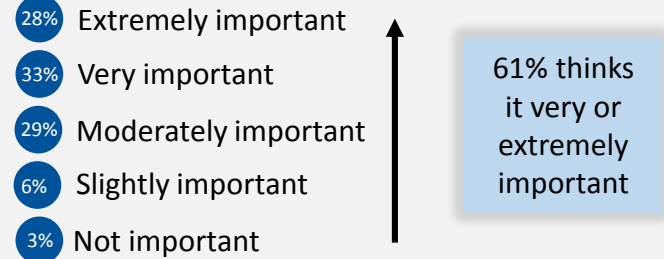 28% Extremely important
33% Very important
29% Moderately important
6% Slightly important
3% Not important
61% thinks
it very or
extremely
important